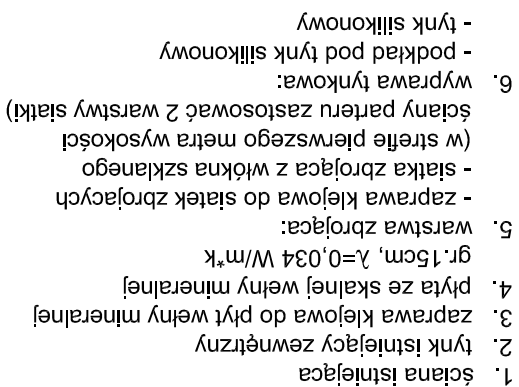 1. ściana istniejąca
2. tynk istniejący zewnętrzny
3. zaprawa klejowa do płyt wełny mineralnej
4. płyta ze skalnej wełny mineralnej
gr.15cm, λ=0,034 W/m*k
5. warstwa zbrojąca:
- zaprawa klejowa do siatek zbrojacych
- siatka zbrojąca z włókna szklanego
(w strefie pierwszego metra wysokości
ściany parteru zastosować 2 warstwy siatki)
6. wyprawa tynkowa:
- podkład pod tynk silikonowy
- tynk silikonowy